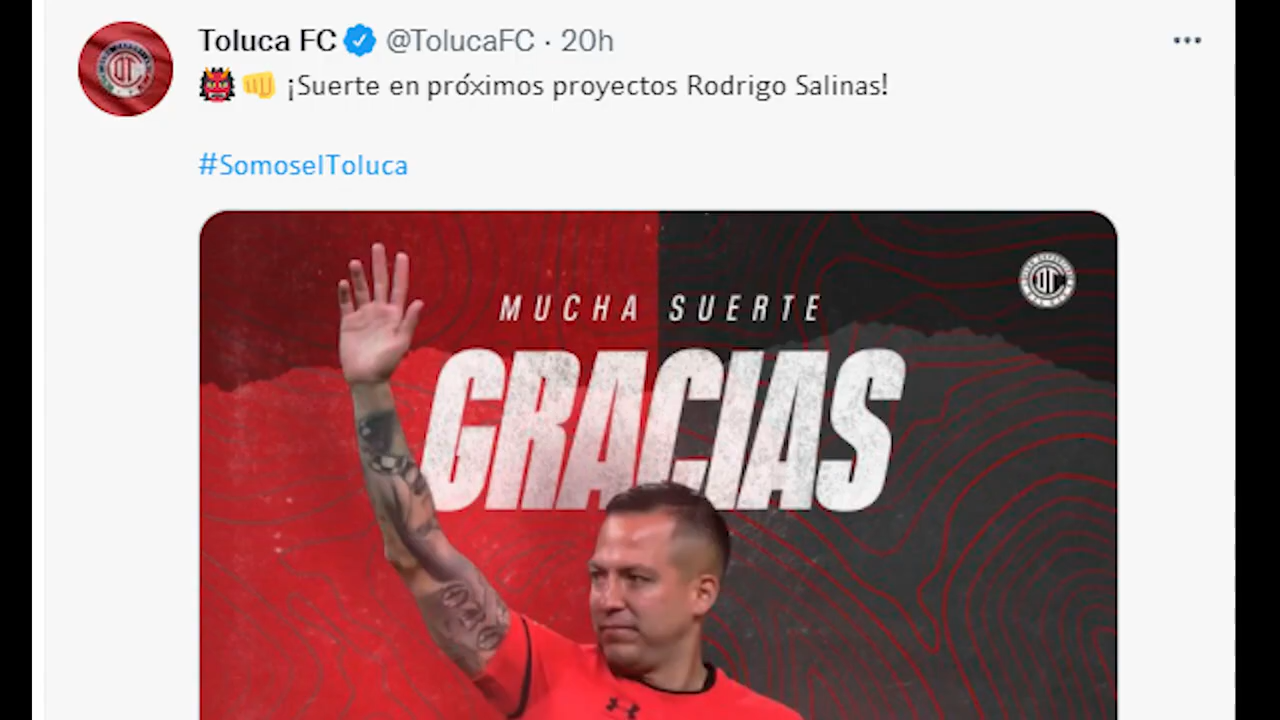 Toluca FC @TolucaFC · 20h
👹👊 ¡Suerte en próximos proyectos Rodrigo Salinas!
#SomoselToluca
MUCHA SUERTE
GRACIAS